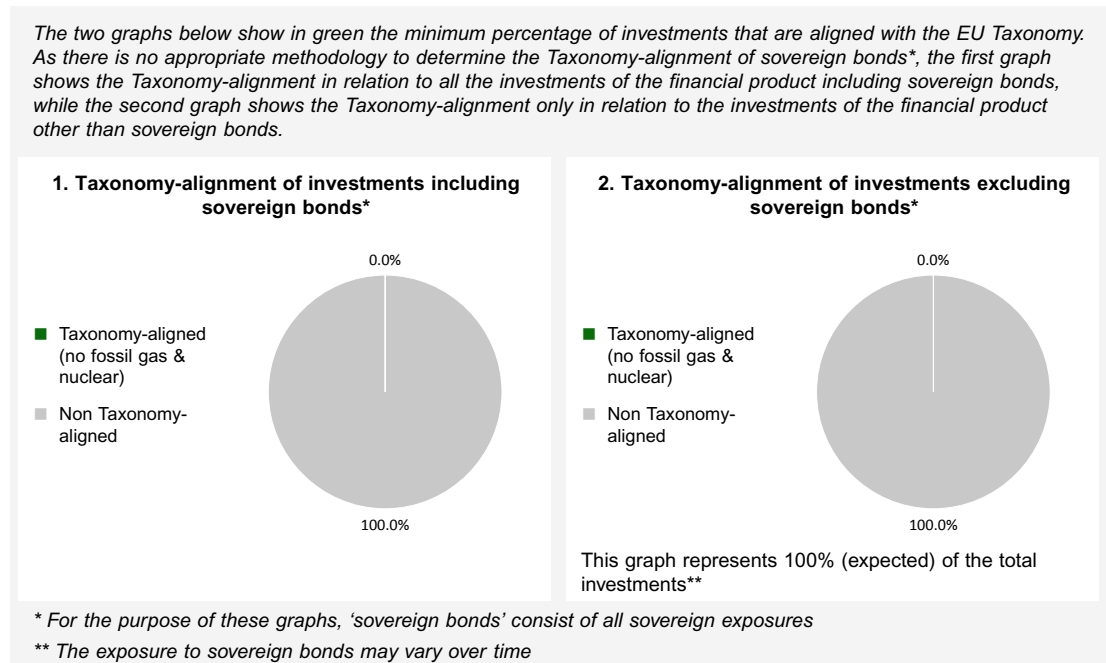 The two graphs below show in green the minimum percentage of investments that are aligned with the EU Taxonomy.
As there is no appropriate methodology to determine the Taxonomy-alignment of sovereign bonds*, the first graph
shows the Taxonomy-alignment in relation to all the investments of the financial product including sovereign bonds,
while the second graph shows the Taxonomy-alignment only in relation to the investments of the financial product
other than sovereign bonds.
1. Taxonomy-alignment of investments including
sovereign bonds*
0.0%
Taxonomy-aligned
(no fossil gas &
nuclear)
Non Taxonomy-
aligned
100.0%
2. Taxonomy-alignment of investments excluding
sovereign bonds*
0.0%
Taxonomy-aligned
(no fossil gas &
nuclear)
Non Taxonomy-
aligned
100.0%
This graph represents 100% (expected) of the total
investments**
* For the purpose of these graphs, ‘sovereign bonds’ consist of all sovereign exposures
** The exposure to sovereign bonds may vary over time